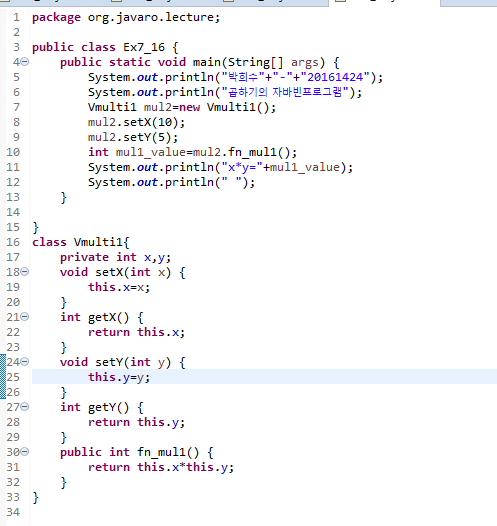 1 package org.javaro.lecture;
2
3 public class Ex7_16 {
4 public static void main(String[] args) {
5 System.out.println("박희수"+"-"+"20161424");
6 System.out.println("곱하기의 자바빈프로그램");
7 Vmulti1 mul2=new Vmulti1();
8 mul2.setX(10);
9 mul2.setY(5);
10 int mul1_value=mul2.fn_mul1();
11 System.out.println("x*y="+mul1_value);
12 System.out.println(" ");
13 }
14
15 }
16 class Vmulti1{
17 private int x,y;
18 void setX(int x) {
19 this.x=x;
20 }
21 int getX() {
22 return this.x;
23 }
24 void setY(int y) {
25 this.y=y;
26 }
27 int getY() {
28 return this.y;
29 }
30 public int fn_mul1() {
31 return this.x*this.y;
32 }
33 }
34